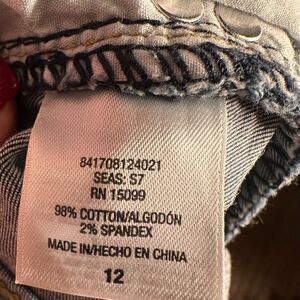 841708124021
SEAS: S7
RN 15099
98% COTTON/ALGODÓN
2% SPANDEX
MADE IN/HECHO EN CHINA
12